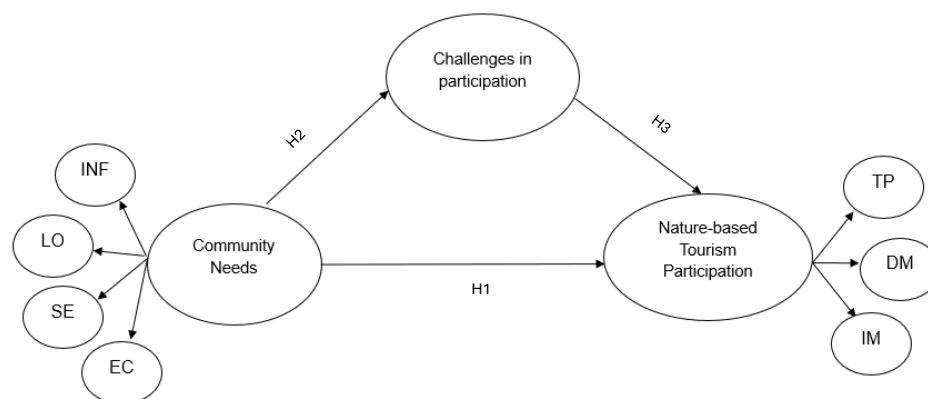 Challenges in
participation
H2
H3
INF
LO
SE
EC
Community
Needs
H1
Nature-based
Tourism
Participation
TP
DM
IM